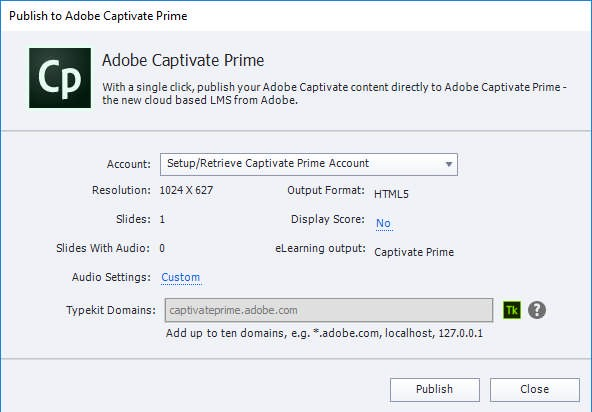 Publish to Adobe Captivate Prime
Cp
Adobe Captivate Prime
With a single click, publish your Adobe Captivate content directly to Adobe Captivate Prime -
the new cloud based LMS from Adobe.
Account: Setup/Retrieve Captivate Prime Account
Resolution: 1024 X 627 Output Format: HTML5
Slides: 1 Display Score: No
Slides With Audio: 0 eLearning output: Captivate Prime
Audio Settings: Custom
Typekit Domains: captivateprime.adobe.com Tk ?
Add up to ten domains, e.g. *.adobe.com, localhost, 127.0.0.1
Publish Close